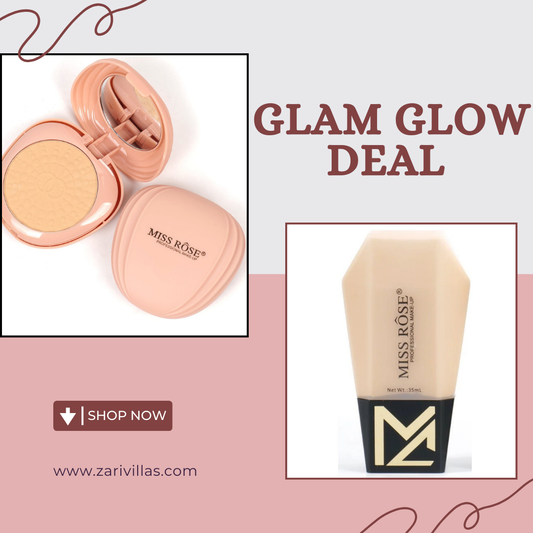 GLAM GLOW
DEAL
MISS RÔSE®
PROFESSIONAL MAKE-UP
MISS RÔSE®
PROFESSIONAL MAKE-UP
Net Wt.:35mL
SHOP NOW
www.zarivillas.com